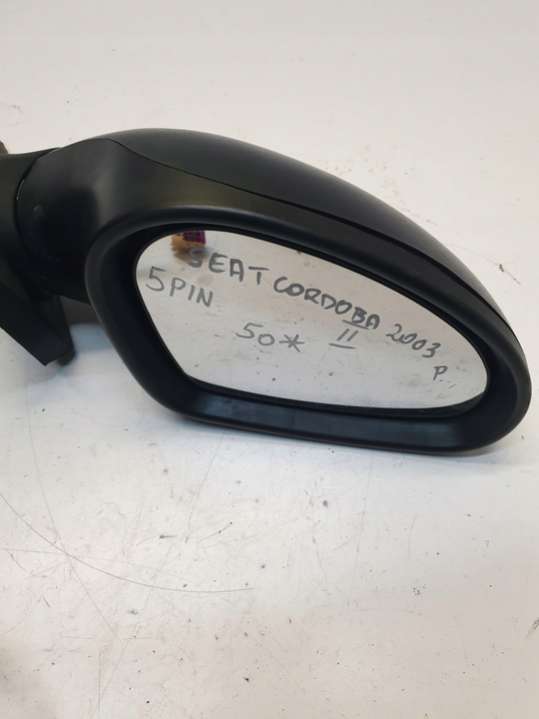 SEAT CORDOBA 2003
5PIN
50* II P.